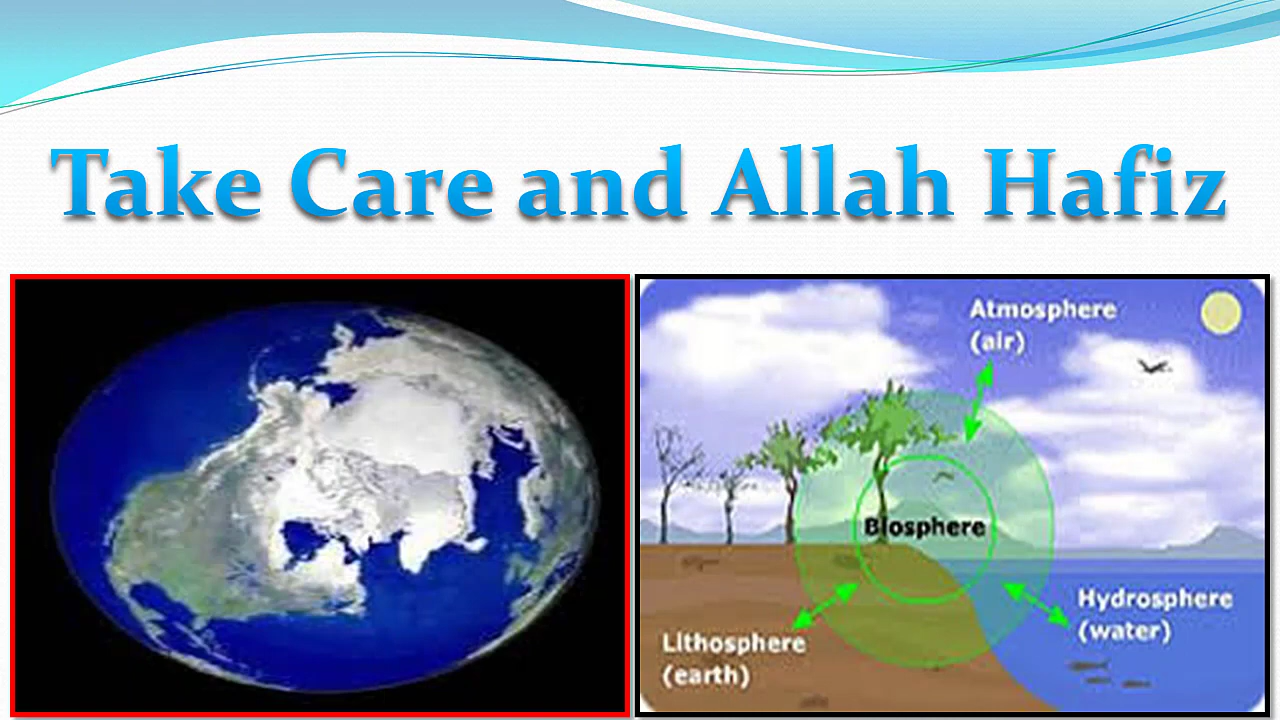 Take Care and Allah Hafiz
Atmosphere
(air)
Biosphere
Hydrosphere
(water)
Lithosphere
(earth)